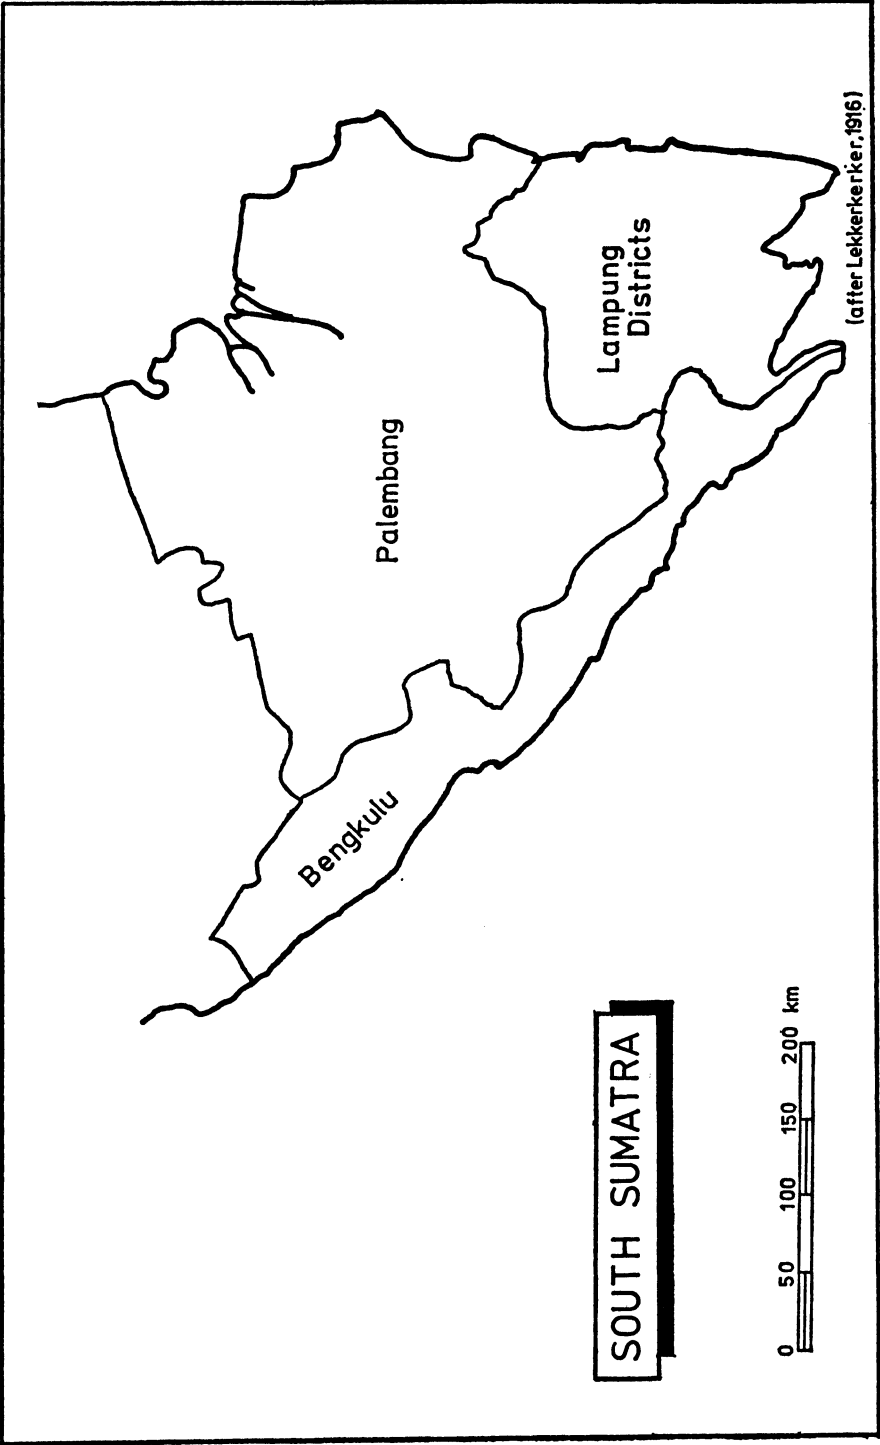 Palembang
Lampung
Districts
Bengkulu
SOUTH SUMATRA
0 50 100 150 200 km
(after Lekkerkerker,1916)